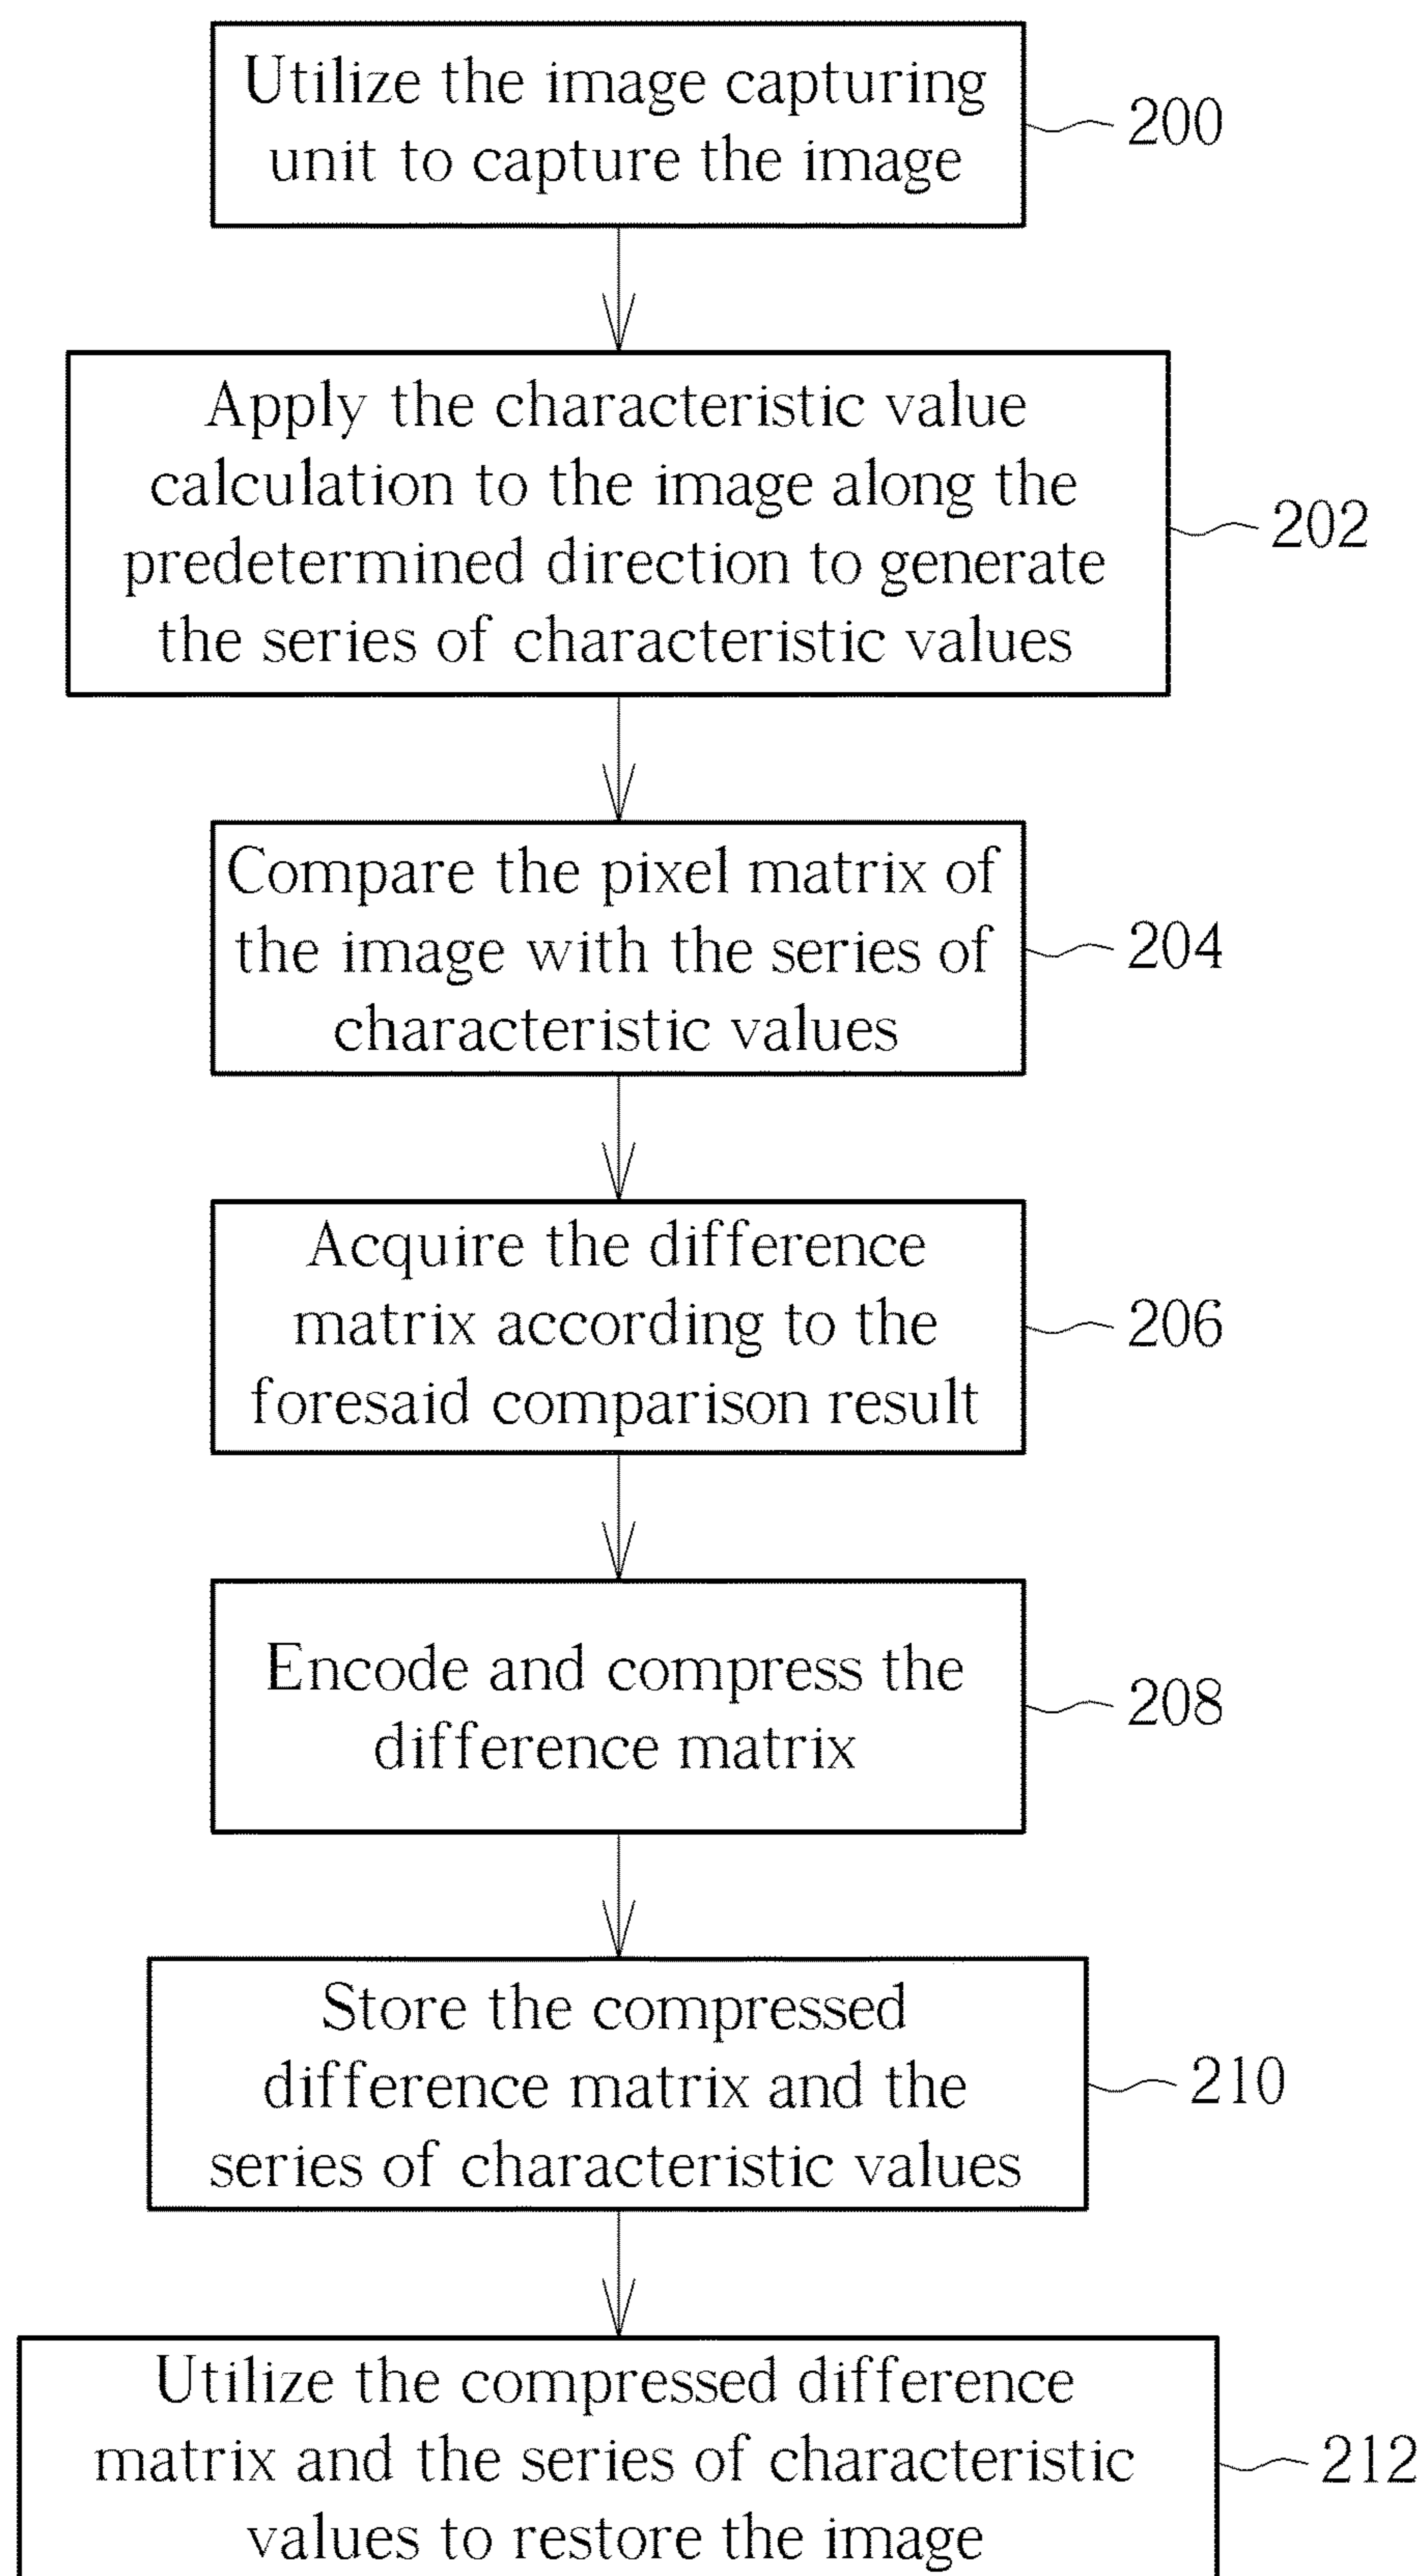 Utilize the image capturing
unit to capture the image
200
Apply the characteristic value
calculation to the image along the
predetermined direction to generate
the series of characteristic values
202
Compare the pixel matrix of
the image with the series of
characteristic values
204
Acquire the difference
matrix according to the
foresaid comparison result
206
Encode and compress the
difference matrix
208
Store the compressed
difference matrix and the
series of characteristic values
210
Utilize the compressed difference
matrix and the series of characteristic
values to restore the image
212